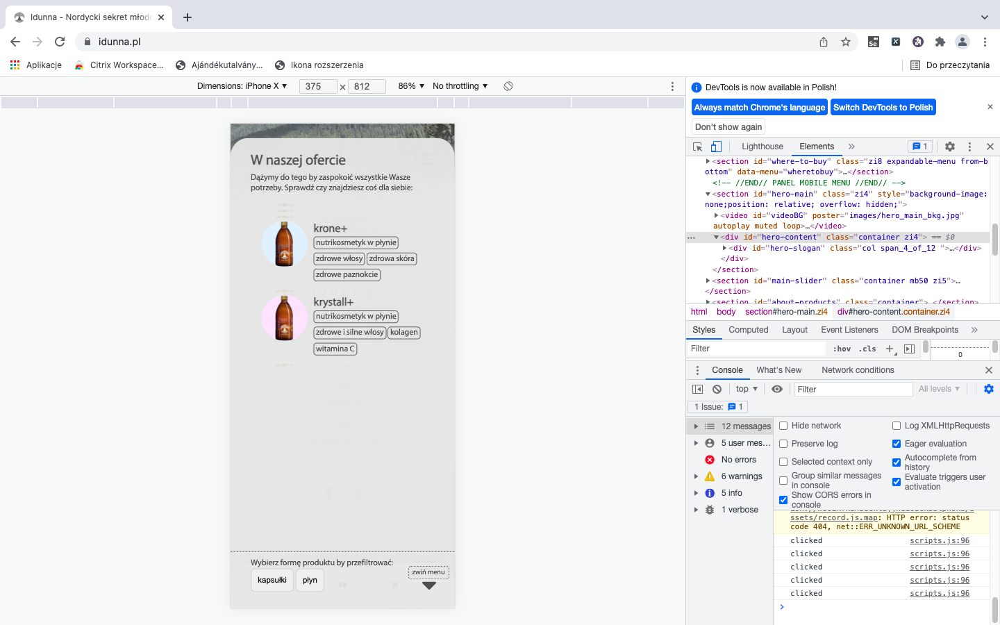 Idunna - Nordycki sekret młodo
idunna.pl
Aplikacje
Citrix Workspace...
Ajándékutalvány...
Ikona rozszerzenia
Do przeczytania
Dimensions: iPhone X ▼ 375 × 812 86% ▼ No throttling ▼
DevTools is now available in Polish!
Always match Chrome's language
Switch DevTools to Polish
Don't show again
Lighthouse Elements » 1
<section id="where-to-buy" class="zi8 expandable-menu from-b
ottom" data-menu="wheretobuy">…</section>
<!-- //END// PANEL MOBILE MENU //END// -->
<section id="hero-main" class="zi4" style="background-image:
none;position: relative; overflow: hidden;">
<video id="videoBG" poster="images/hero_main_bkg.jpg"
autoplay muted loop>…</video>
<div id="hero-content" class="container zi4"> == $0
<div id="hero-slogan" class="col span_4_of_12 ">…</div>
</div>
</section>
<section id="main-slider" class="container mb50 zi5">…
</section>
<section id="about-products" class="container">…</section>
html body section#hero-main.zi4 div#hero-content.container.zi4
Styles Computed Layout Event Listeners DOM Breakpoints »
Filter :hov .cls
0
Console What's New Network conditions
top ▼ Filter All levels ▼
1 Issue: 1
12 messages
5 user mes…
No errors
6 warnings
5 info
1 verbose
Hide network
Log XMLHttpRequests
Preserve log
Eager evaluation
Selected context only
Autocomplete from
history
Group similar messages
in console
Evaluate triggers user
activation
Show CORS errors in
console
ssets/record.js.map: HTTP error: status
code 404, net::ERR_UNKNOWN_URL_SCHEME
clicked scripts.js:96
clicked scripts.js:96
clicked scripts.js:96
clicked scripts.js:96
clicked scripts.js:96
W naszej ofercie
Dążymy do tego by zaspokoić wszystkie Wasze
potrzeby. Sprawdź czy znajdziesz coś dla siebie:
krone+
nutrikosmetyk w płynie
zdrowe włosy zdrowa skóra
zdrowe paznokcie
krystall+
nutrikosmetyk w płynie
zdrowe i silne włosy kolagen
witamina C
Wybierz formę produktu by przefiltrować:
kapsułki płyn
zwiń menu